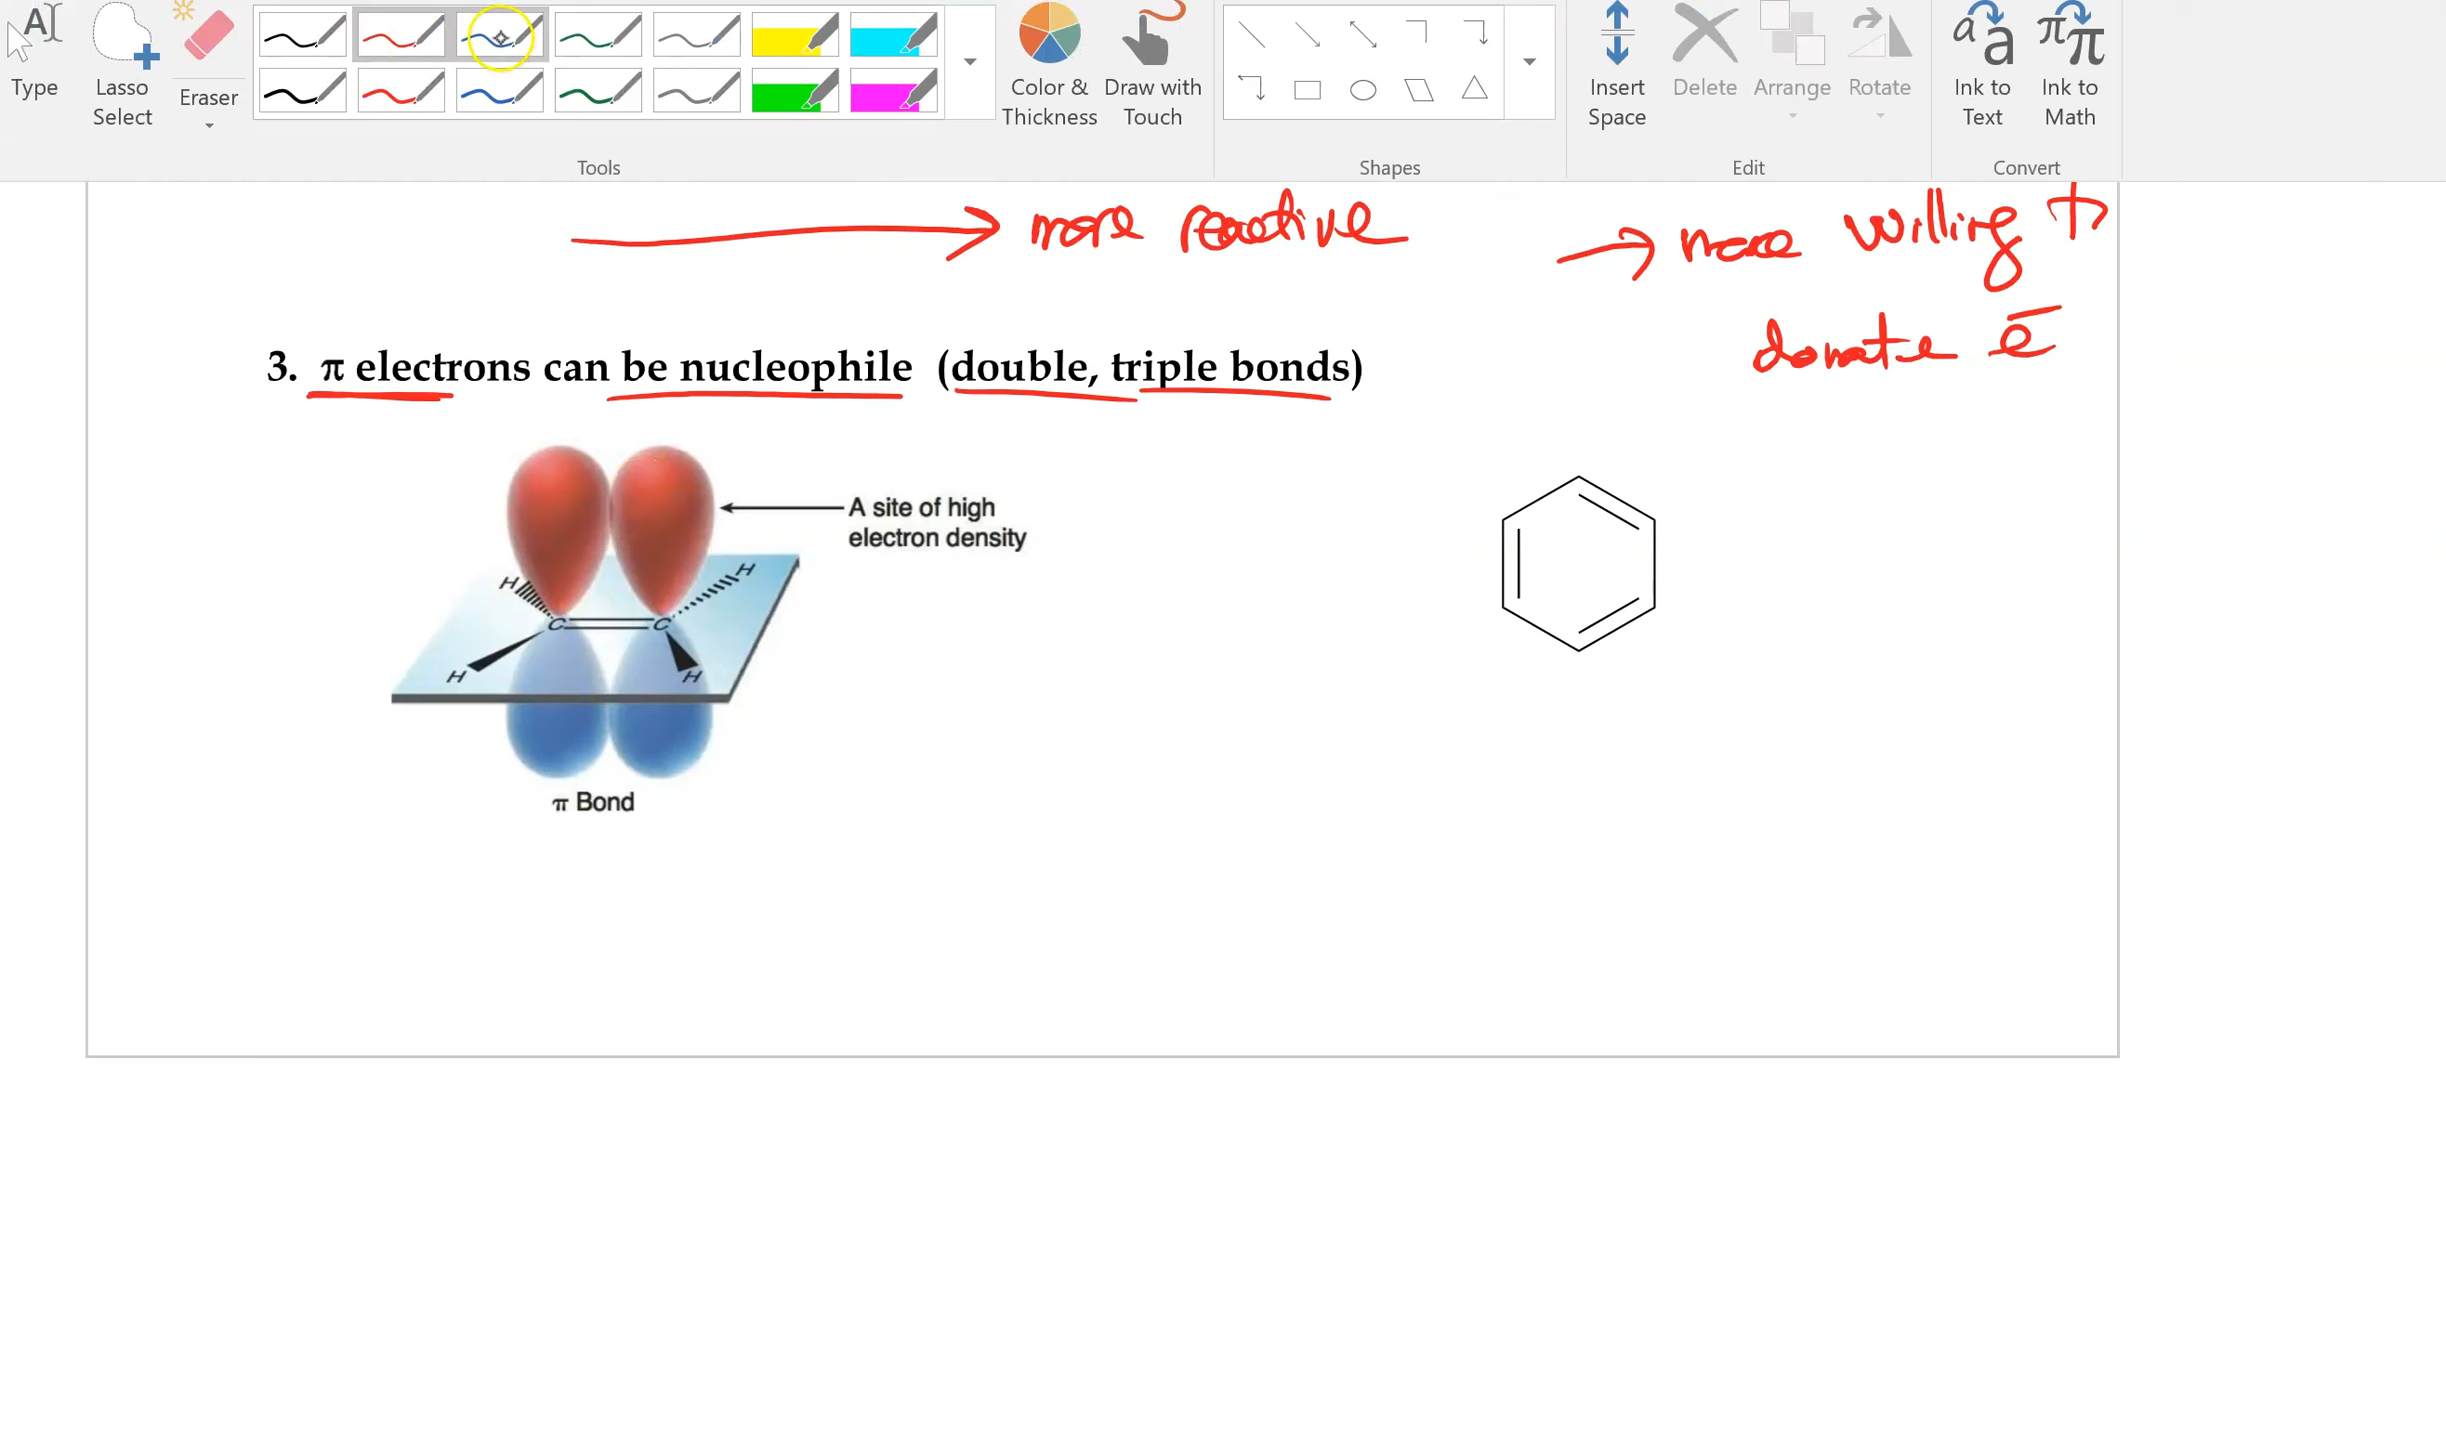 Type
Lasso
Select
Eraser
Color &
Thickness
Draw with
Touch
Insert
Space
Delete
Arrange
Rotate
Ink to
Text
Ink to
Math
Tools
Shapes
Edit
Convert
more reactive
more willing to
donate e⁻
3. π electrons can be nucleophile (double, triple bonds)
A site of high
electron density
H
H
C
C
H
H
π Bond